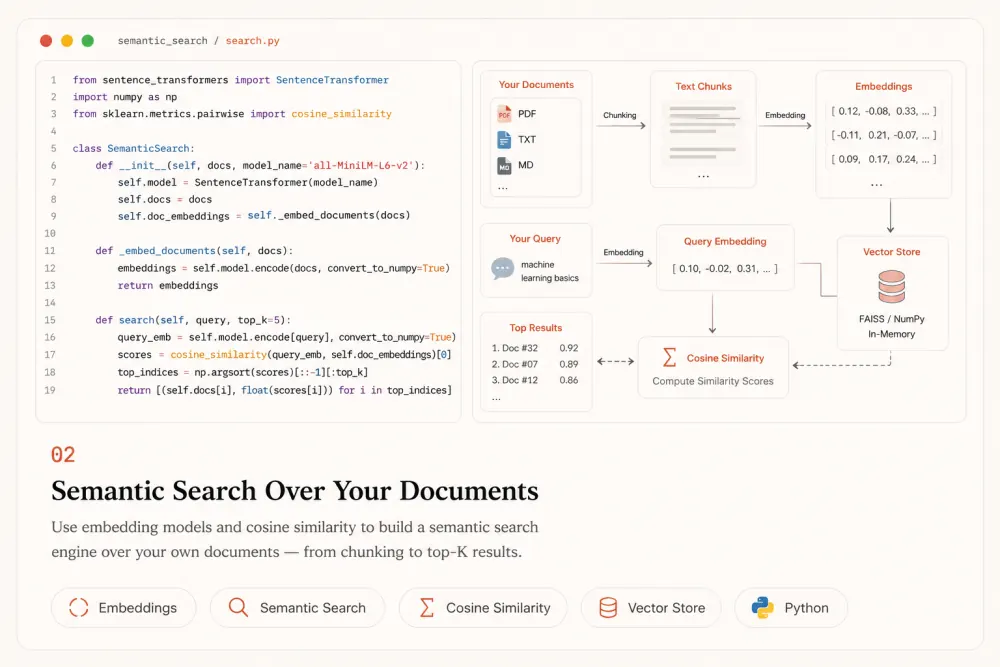 semantic_search / search.py
1 from sentence_transformers import SentenceTransformer
2 import numpy as np
3 from sklearn.metrics.pairwise import cosine_similarity
4
5 class SemanticSearch:
6 def __init__(self, docs, model_name='all-MiniLM-L6-v2'):
7 self.model = SentenceTransformer(model_name)
8 self.docs = docs
9 self.doc_embeddings = self._embed_documents(docs)
10
11 def _embed_documents(self, docs):
12 embeddings = self.model.encode(docs, convert_to_numpy=True)
13 return embeddings
14
15 def search(self, query, top_k=5):
16 query_emb = self.model.encode[query], convert_to_numpy=True)
17 scores = cosine_similarity(query_emb, self.doc_embeddings)[0]
18 top_indices = np.argsort(scores)[::-1][:top_k]
19 return [(self.docs[i], float(scores[i])) for i in top_indices]
Your Documents
PDF PDF
TXT
MD MD
...
Chunking
Text Chunks
...
Embedding
Embeddings
[ 0.12, -0.08, 0.33, ... ]
[-0.11, 0.21, -0.07, ... ]
[ 0.09, 0.17, 0.24, ... ]
...
Your Query
machine
learning basics
Embedding
Query Embedding
[ 0.10, -0.02, 0.31, ... ]
Vector Store
FAISS / NumPy
In-Memory
Top Results
1. Doc #32 0.92
2. Doc #07 0.89
3. Doc #12 0.86
...
Σ Cosine Similarity
Compute Similarity Scores
02
Semantic Search Over Your Documents
Use embedding models and cosine similarity to build a semantic search
engine over your own documents — from chunking to top-K results.
Embeddings
Semantic Search
Σ Cosine Similarity
Vector Store
Python